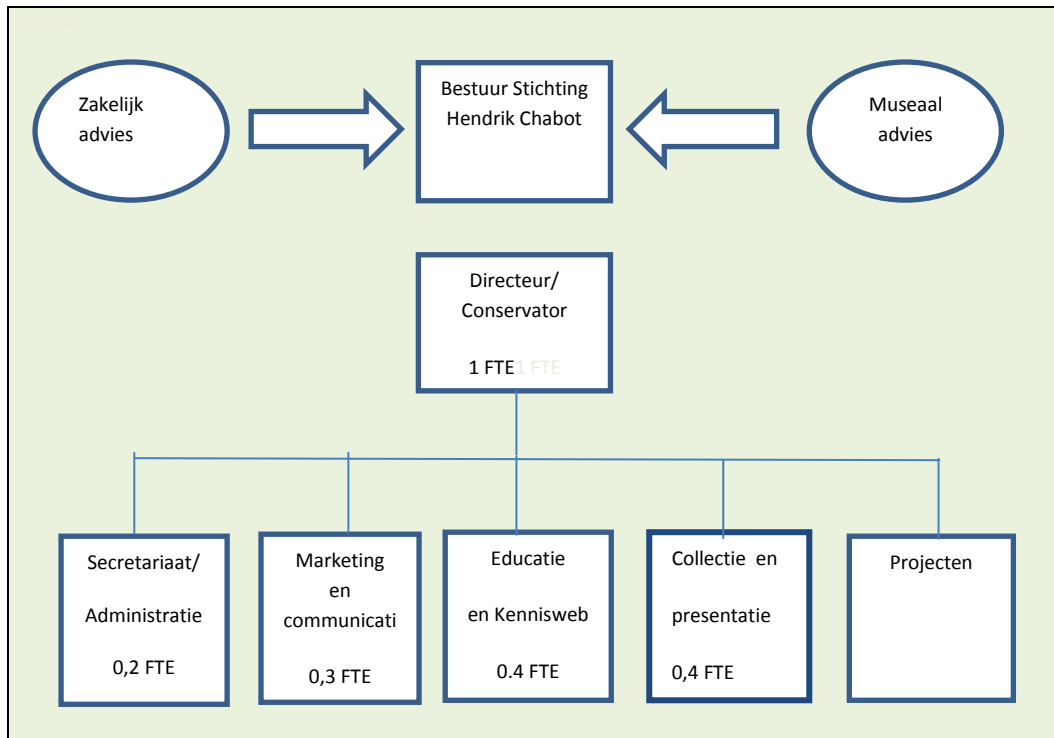 Zakelijk
advies
Bestuur Stichting
Hendrik Chabot
Museaal
advies
Directeur/
Conservator
1 FTE1 FTE
Secretariaat/
Administratie
0,2 FTE
Marketing
en
communicati
0,3 FTE
Educatie
en Kennisweb
0.4 FTE
Collectie en
presentatie
0,4 FTE
Projecten